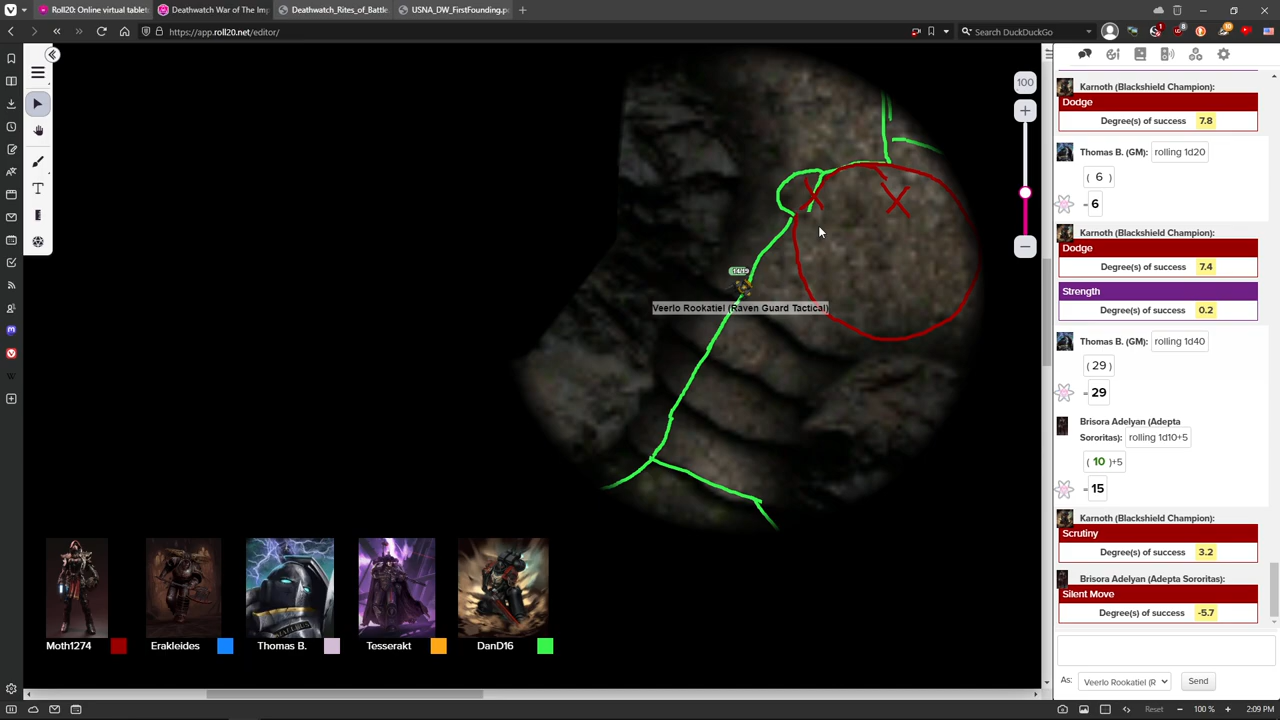 Roll20: Online virtual tablet
Deathwatch War of The Imp
Deathwatch_Rites_of_Battle
USNA_DW_FirstFounding.p
https://app.roll20.net/editor/
Search DuckDuckGo
100
Karnoth (Blackshield Champion):
Dodge
Degree(s) of success 7.8
Thomas B. (GM): rolling 1d20
( 6 )
= 6
Karnoth (Blackshield Champion):
Dodge
Degree(s) of success 7.4
Strength
Degree(s) of success 0.2
Thomas B. (GM): rolling 1d40
( 29 )
= 29
Brisora Adelyan (Adepta
Sororitas): rolling 1d10+5
( 10 )+5
= 15
Karnoth (Blackshield Champion):
Scrutiny
Degree(s) of success 3.2
Brisora Adelyan (Adepta Sororitas):
Silent Move
Degree(s) of success -5.7
Veerlo Rookatiel (Raven Guard Tactical)
Moth1274
Erakleides
Thomas B.
Tesserakt
DanD16
As: Veerlo Rookatiel (R
Send
Reset
100 %
2:09 PM